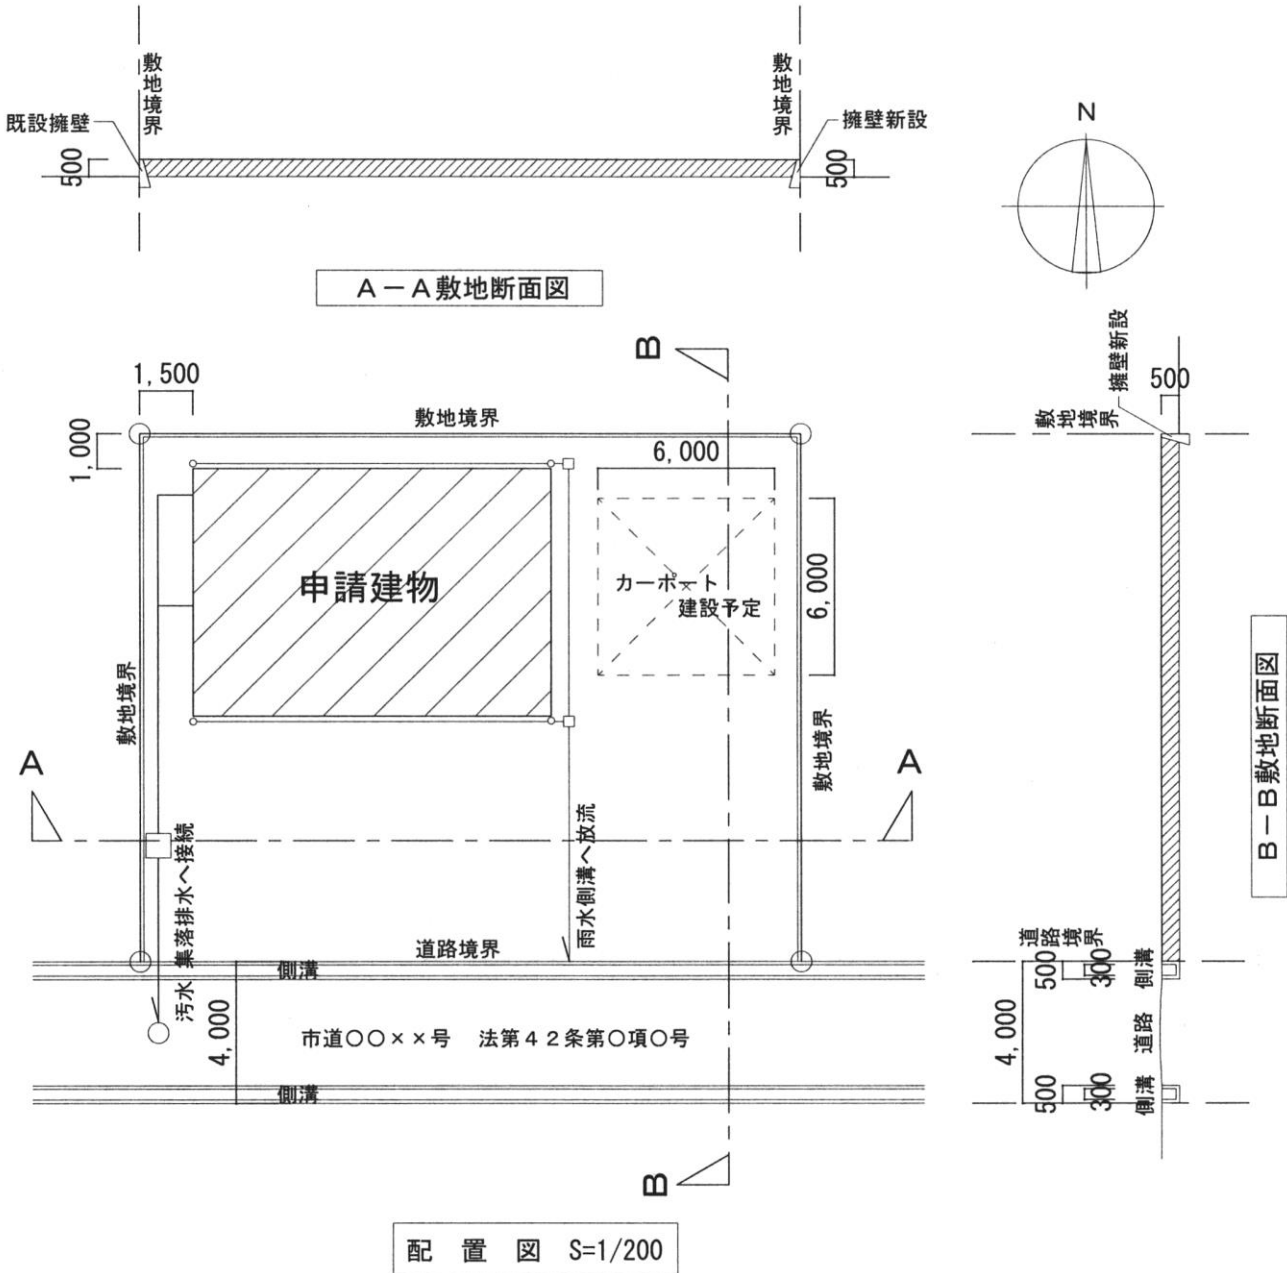 敷地境界
敷地境界
既設擁壁
擁壁新設
500
500
N
A－A敷地断面図
B
擁壁新設
500
敷地境界
1,500
1,000
敷地境界
6,000
申請建物
カーポート
建設予定
6,000
敷地境界
敷地境界
A
A
B－B敷地断面図
汚水 集落排水へ接続
雨水側溝へ放流
道路境界
側溝
4,000
市道〇〇××号 法第42条第〇項〇号
側溝
道路境界
500
300
側溝
4,000
道路
500
300
側溝
B
配 置 図 S=1/200